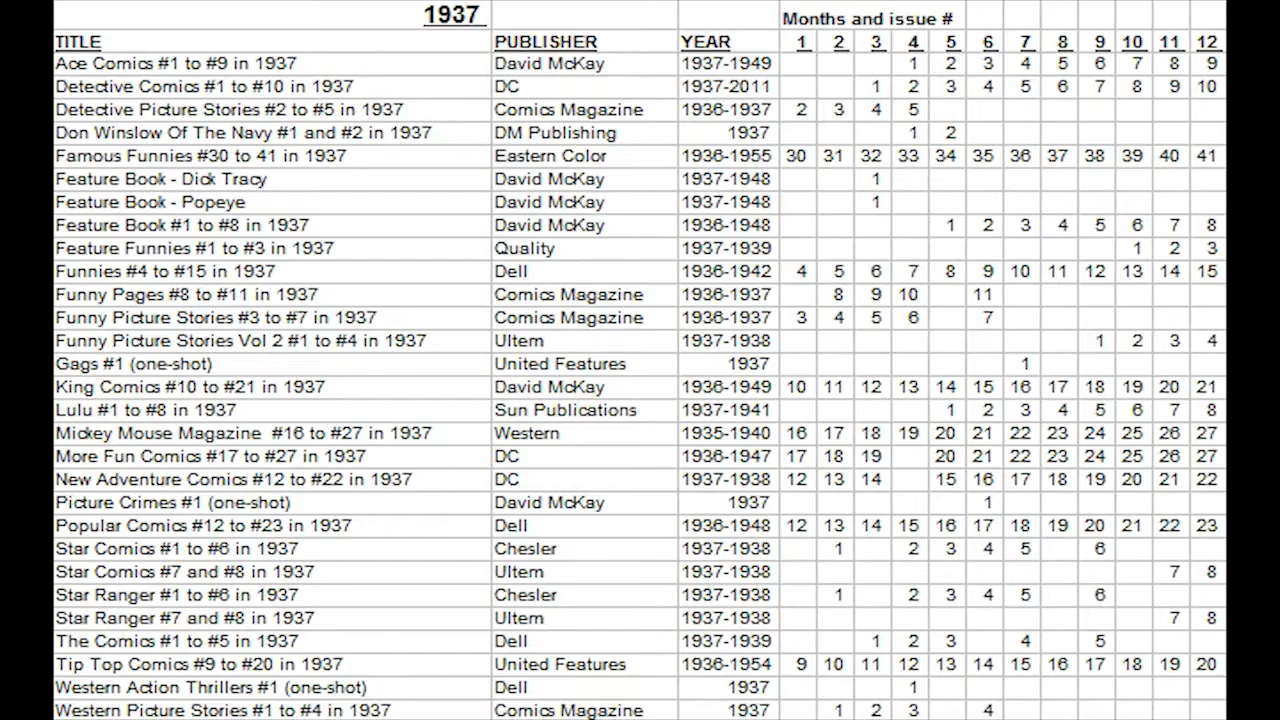 1937 Months and issue #
TITLE PUBLISHER YEAR 1 2 3 4 5 6 7 8 9 10 11 12
Ace Comics #1 to #9 in 1937 David McKay 1937-1949 1 2 3 4 5 6 7 8 9
Detective Comics #1 to #10 in 1937 DC 1937-2011 1 2 3 4 5 6 7 8 9 10
Detective Picture Stories #2 to #5 in 1937 Comics Magazine 1936-1937 2 3 4 5
Don Winslow Of The Navy #1 and #2 in 1937 DM Publishing 1937 1 2
Famous Funnies #30 to 41 in 1937 Eastern Color 1936-1955 30 31 32 33 34 35 36 37 38 39 40 41
Feature Book - Dick Tracy David McKay 1937-1948 1
Feature Book - Popeye David McKay 1937-1948 1
Feature Book #1 to #8 in 1937 David McKay 1936-1948 1 2 3 4 5 6 7 8
Feature Funnies #1 to #3 in 1937 Quality 1937-1939 1 2 3
Funnies #4 to #15 in 1937 Dell 1936-1942 4 5 6 7 8 9 10 11 12 13 14 15
Funny Pages #8 to #11 in 1937 Comics Magazine 1936-1937 8 9 10 11
Funny Picture Stories #3 to #7 in 1937 Comics Magazine 1936-1937 3 4 5 6 7
Funny Picture Stories Vol 2 #1 to #4 in 1937 Ultem 1937-1938 1 2 3 4
Gags #1 (one-shot) United Features 1937 1
King Comics #10 to #21 in 1937 David McKay 1936-1949 10 11 12 13 14 15 16 17 18 19 20 21
Lulu #1 to #8 in 1937 Sun Publications 1937-1941 1 2 3 4 5 6 7 8
Mickey Mouse Magazine #16 to #27 in 1937 Western 1935-1940 16 17 18 19 20 21 22 23 24 25 26 27
More Fun Comics #17 to #27 in 1937 DC 1936-1947 17 18 19 20 21 22 23 24 25 26 27
New Adventure Comics #12 to #22 in 1937 DC 1937-1938 12 13 14 15 16 17 18 19 20 21 22
Picture Crimes #1 (one-shot) David McKay 1937 1
Popular Comics #12 to #23 in 1937 Dell 1936-1948 12 13 14 15 16 17 18 19 20 21 22 23
Star Comics #1 to #6 in 1937 Chesler 1937-1938 1 2 3 4 5 6
Star Comics #7 and #8 in 1937 Ultem 1937-1938 7 8
Star Ranger #1 to #6 in 1937 Chesler 1937-1938 1 2 3 4 5 6
Star Ranger #7 and #8 in 1937 Ultem 1937-1938 7 8
The Comics #1 to #5 in 1937 Dell 1937-1939 1 2 3 4 5
Tip Top Comics #9 to #20 in 1937 United Features 1936-1954 9 10 11 12 13 14 15 16 17 18 19 20
Western Action Thrillers #1 (one-shot) Dell 1937 1
Western Picture Stories #1 to #4 in 1937 Comics Magazine 1937 1 2 3 4